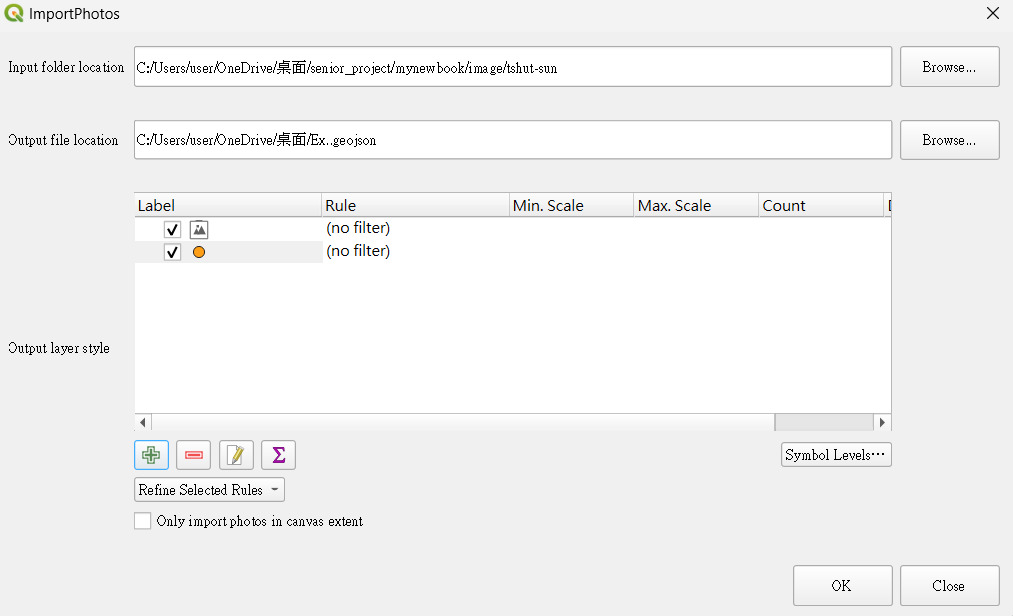 ImportPhotos
Input folder location C:/Users/user/OneDrive/桌面/senior_project/mynewbook/image/tshut-sun Browse...
Output file location C:/Users/user/OneDrive/桌面/Ex..geojson Browse...
Label Rule Min. Scale Max. Scale Count
(no filter)
(no filter)
Output layer style
Symbol Levels...
Refine Selected Rules
Only import photos in canvas extent
OK Close